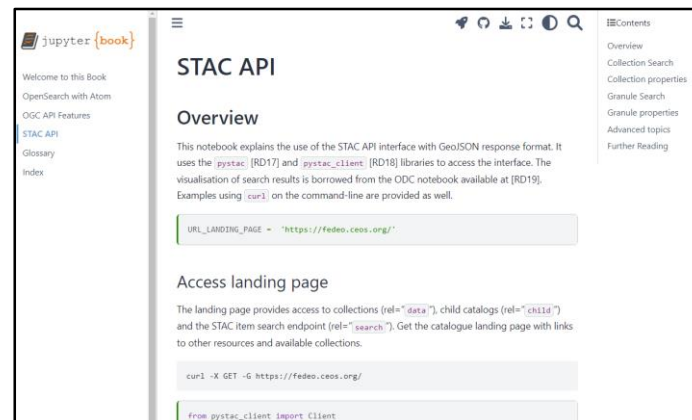 jupyter {book}
Welcome to this Book
OpenSearch with Atom
OGC API Features
STAC API
Glossary
Index
STAC API
Overview
This notebook explains the use of the STAC API interface with GeoJSON response format. It
uses the pystac [RD17] and pystac_client [RD18] libraries to access the interface. The
visualisation of search results is borrowed from the ODC notebook available at [RD19].
Examples using curl on the command-line are provided as well.
URL_LANDING_PAGE = 'https://fedeo.ceos.org/'
Access landing page
The landing page provides access to collections (rel="data"), child catalogs (rel="child")
and the STAC item search endpoint (rel="search"). Get the catalogue landing page with links
to other resources and available collections.
curl -X GET -G https://fedeo.ceos.org/
from pystac_client import Client
Contents
Overview
Collection Search
Collection properties
Granule Search
Granule properties
Advanced topics
Further Reading